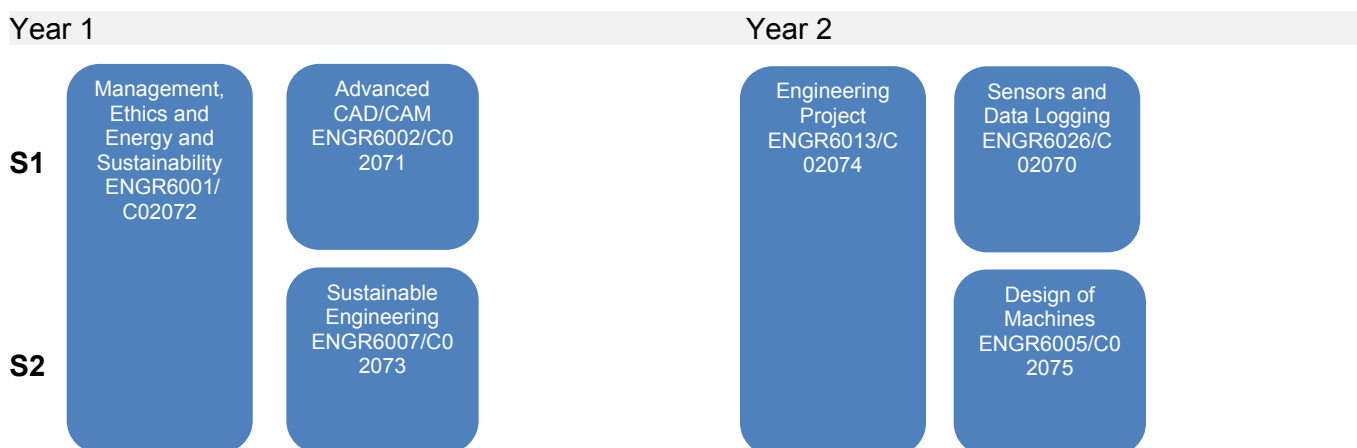 Year 1
Year 2
S1
Management,
Ethics and
Energy and
Sustainability
ENGR6001/
C02072
Advanced
CAD/CAM
ENGR6002/C0
2071
Engineering
Project
ENGR6013/C
02074
Sensors and
Data Logging
ENGR6026/C
02070
S2
Sustainable
Engineering
ENGR6007/C0
2073
Design of
Machines
ENGR6005/C0
2075